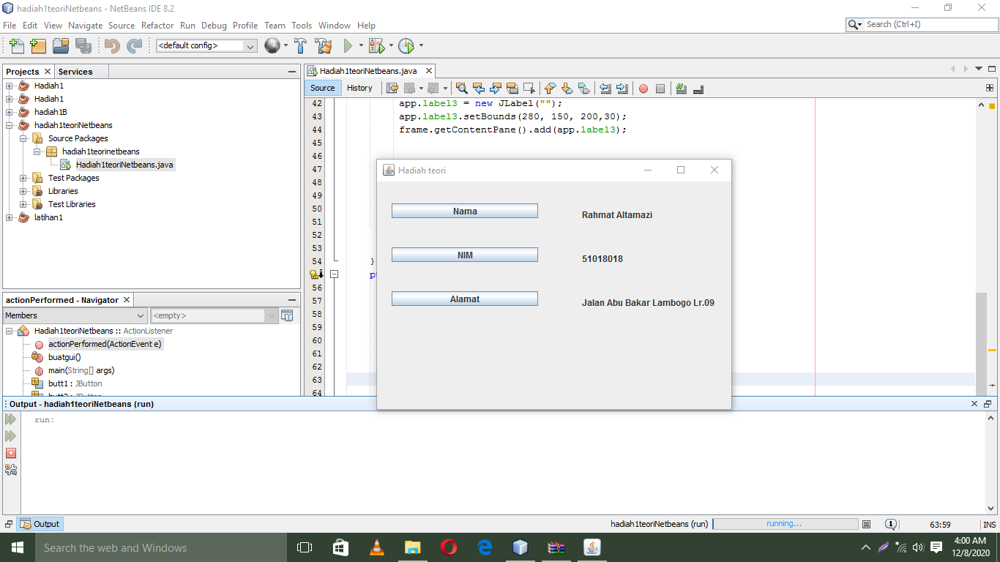 hadiah1teoriNetbeans - NetBeans IDE 8.2
File Edit View Navigate Source Refactor Run Debug Profile Team Tools Window Help
Search (Ctrl+I)
<default config>
Projects Services
Hadiah1
Hadiah1
hadiah1B
hadiah1teoriNetbeans
Source Packages
hadiah1teorinetbeans
Hadiah1teoriNetbeans.java
Test Packages
Libraries
Test Libraries
latihan1
actionPerformed - Navigator
Members <empty>
Hadiah1teoriNetbeans :: ActionListener
actionPerformed(ActionEvent e)
buatgui()
main(String[] args)
butt1 : JButton
Hadiah1teoriNetbeans.java
Source History
42 app.label3 = new JLabel("");
43 app.label3.setBounds(280, 150, 200,30);
44 frame.getContentPane().add(app.label3);
45
46
47
48
49
50
51
52
53
54 }
56
57
58
59
60
61
62
63
64
Hadiah teori
Nama Rahmat Altamazi
NIM 51018018
Alamat Jalan Abu Bakar Lambogo Lr.09
Output - hadiah1teoriNetbeans (run)
run:
Output
hadiah1teoriNetbeans (run) running... 1 63:59 INS
Search the web and Windows
4:00 AM
12/8/2020